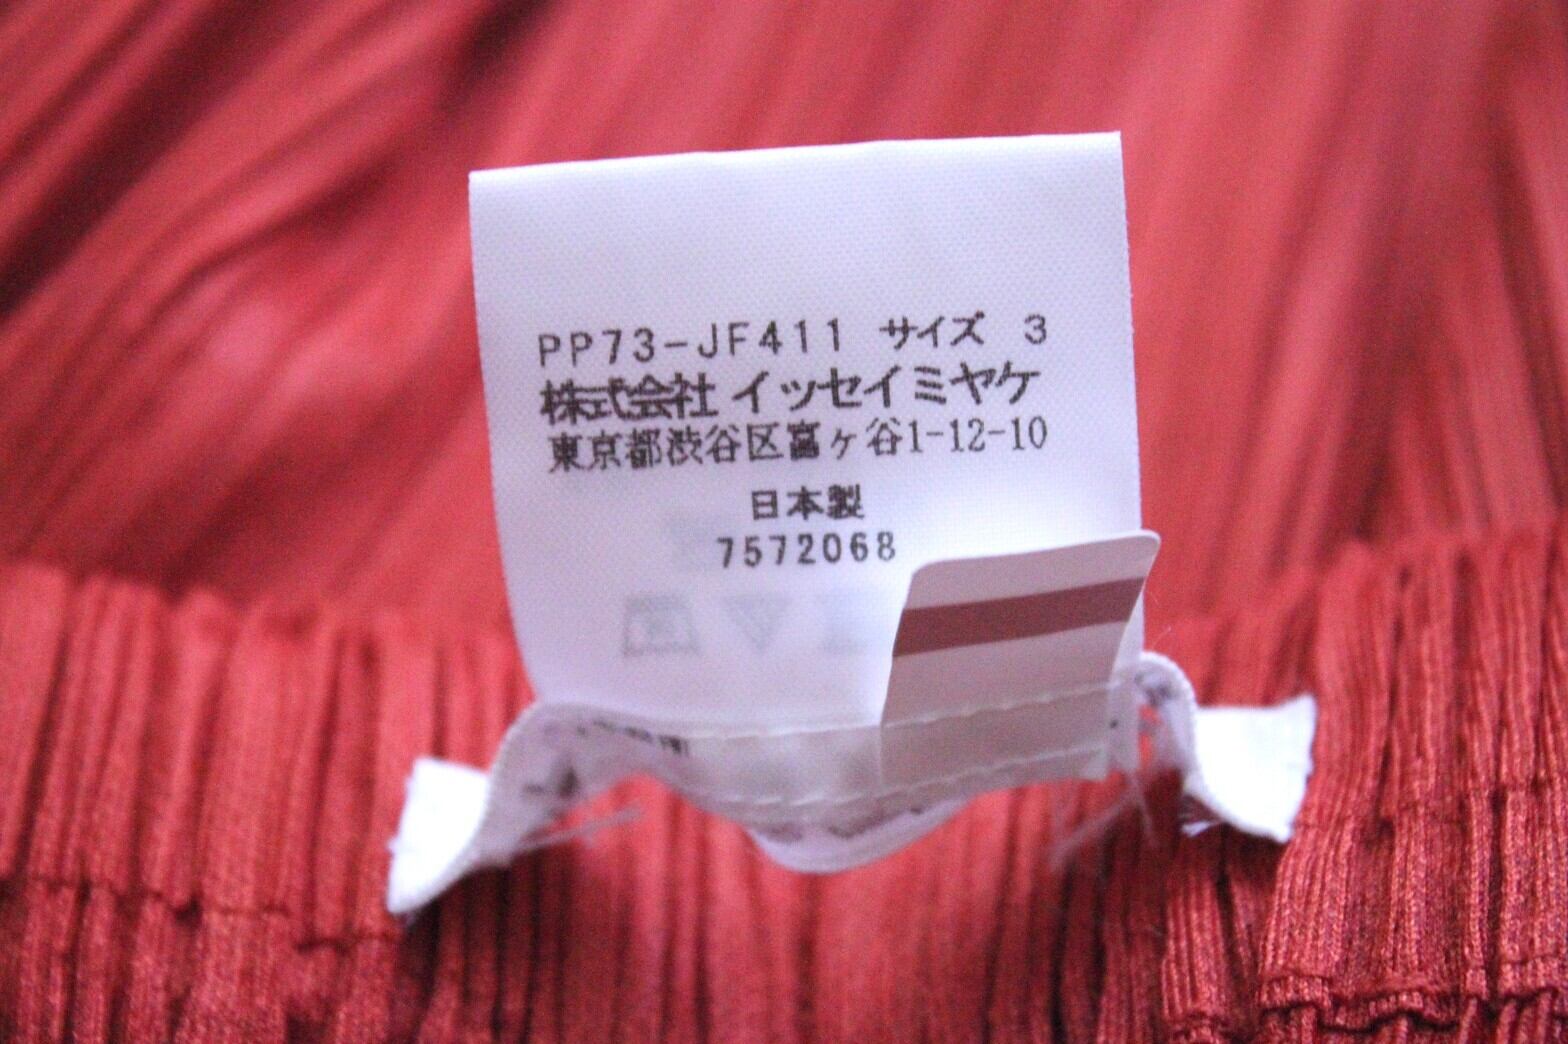 PP73-JF411 サイズ 3
株式会社 イッセイミヤケ
東京都渋谷区富ヶ谷1-12-10
日本製
7572068